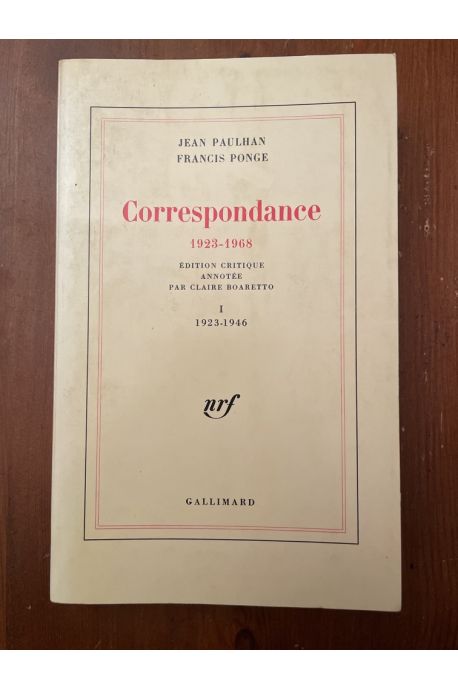 JEAN PAULHAN
FRANCIS PONGE
Correspondance
1923-1968
ÉDITION CRITIQUE
ANNOTÉE
PAR CLAIRE BOARETTO
I
1923-1946
nrf
GALLIMARD